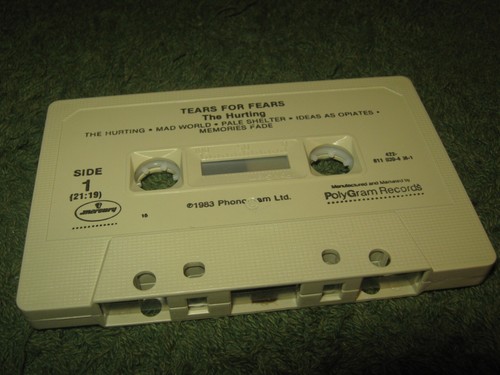 TEARS FOR FEARS
The Hurting
THE HURTING • MAD WORLD • PALE SHELTER • IDEAS AS OPIATES •
MEMORIES FADE
SIDE
1
(21:19)
mercury
℗1983 Phonogram Ltd.
Manufactured and Marketed by
PolyGram Records